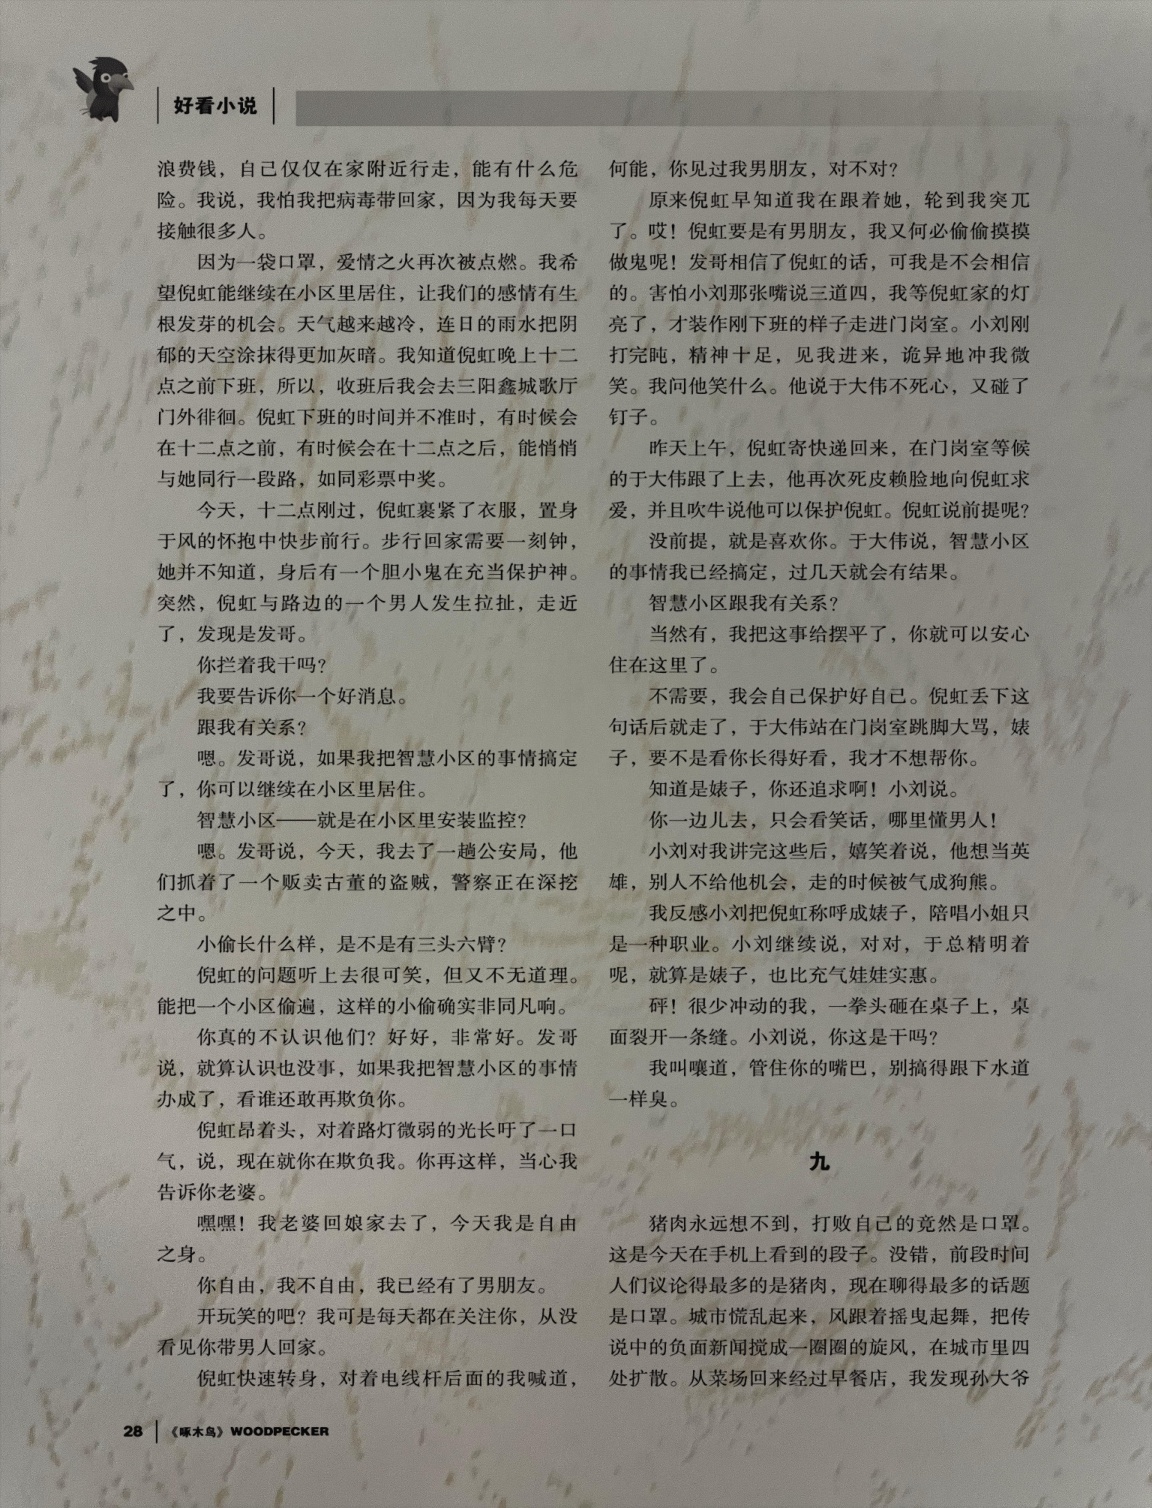 好看小说
浪费钱，自己仅仅在家附近行走，能有什么危
险。我说，我怕我把病毒带回家，因为我每天要
接触很多人。
因为一袋口罩，爱情之火再次被点燃。我希
望倪虹能继续在小区里居住，让我们的感情有生
根发芽的机会。天气越来越冷，连日的雨水把阴
郁的天空涂抹得更加灰暗。我知道倪虹晚上十二
点之前下班，所以，收班后我会去三阳鑫城歌厅
门外徘徊。倪虹下班的时间并不准时，有时候会
在十二点之前，有时候会在十二点之后，能悄悄
与她同行一段路，如同彩票中奖。
今天，十二点刚过，倪虹裹紧了衣服，置身
于风的怀抱中快步前行。步行回家需要一刻钟，
她并不知道，身后有一个胆小鬼在充当保护神。
突然，倪虹与路边的一个男人发生拉扯，走近
了，发现是发哥。
你拦着我干吗？
我要告诉你一个好消息。
跟我有关系？
嗯。发哥说，如果我把智慧小区的事情搞定
了，你可以继续在小区里居住。
智慧小区——就是在小区里安装监控？
嗯。发哥说，今天，我去了一趟公安局，他
们抓着了一个贩卖古董的盗贼，警察正在深挖
之中。
小偷长什么样，是不是有三头六臂？
倪虹的问题听上去很可笑，但又不无道理。
能把一个小区偷遍，这样的小偷确实非同凡响。
你真的不认识他们？好好，非常好。发哥
说，就算认识也没事，如果我把智慧小区的事情
办成了，看谁还敢再欺负你。
倪虹昂着头，对着路灯微弱的光长吁了一口
气，说，现在就你在欺负我。你再这样，当心我
告诉你老婆。
嘿嘿！我老婆回娘家去了，今天我是自由
之身。
你自由，我不自由，我已经有了男朋友。
开玩笑的吧？我可是每天都在关注你，从没
看见你带男人回家。
倪虹快速转身，对着电线杆后面的我喊道，
何能，你见过我男朋友，对不对？
原来倪虹早知道我在跟着她，轮到我突兀
了。哎！倪虹要是有男朋友，我又何必偷偷摸摸
做鬼呢！发哥相信了倪虹的话，可我是不会相信
的。害怕小刘那张嘴说三道四，我等倪虹家的灯
亮了，才装作刚下班的样子走进门岗室。小刘刚
打完盹，精神十足，见我进来，诡异地冲我微
笑。我问他笑什么。他说于大伟不死心，又碰了
钉子。
昨天上午，倪虹寄快递回来，在门岗室等候
的于大伟跟了上去，他再次死皮赖脸地向倪虹求
爱，并且吹牛说他可以保护倪虹。倪虹说前提呢？
没前提，就是喜欢你。于大伟说，智慧小区
的事情我已经搞定，过几天就会有结果。
智慧小区跟我有关系？
当然有，我把这事给摆平了，你就可以安心
住在这里了。
不需要，我会自己保护好自己。倪虹丢下这
句话后就走了，于大伟站在门岗室跳脚大骂，婊
子，要不是看你长得好看，我才不想帮你。
知道是婊子，你还追求啊！小刘说。
你一边儿去，只会看笑话，哪里懂男人！
小刘对我讲完这些后，嬉笑着说，他想当英
雄，别人不给他机会，走的时候被气成狗熊。
我反感小刘把倪虹称呼成婊子，陪唱小姐只
是一种职业。小刘继续说，对对，于总精明着
呢，就算是婊子，也比充气娃娃实惠。
砰！很少冲动的我，一拳头砸在桌子上，桌
面裂开一条缝。小刘说，你这是干吗？
我叫嚷道，管住你的嘴巴，别搞得跟下水道
一样臭。
九
猪肉永远想不到，打败自己的竟然是口罩。
这是今天在手机上看到的段子。没错，前段时间
人们议论得最多的是猪肉，现在聊得最多的话题
是口罩。城市慌乱起来，风跟着摇曳起舞，把传
说中的负面新闻搅成一圈圈的旋风，在城市里四
处扩散。从菜场回来经过早餐店，我发现孙大爷
28 《啄木鸟》WOODPECKER